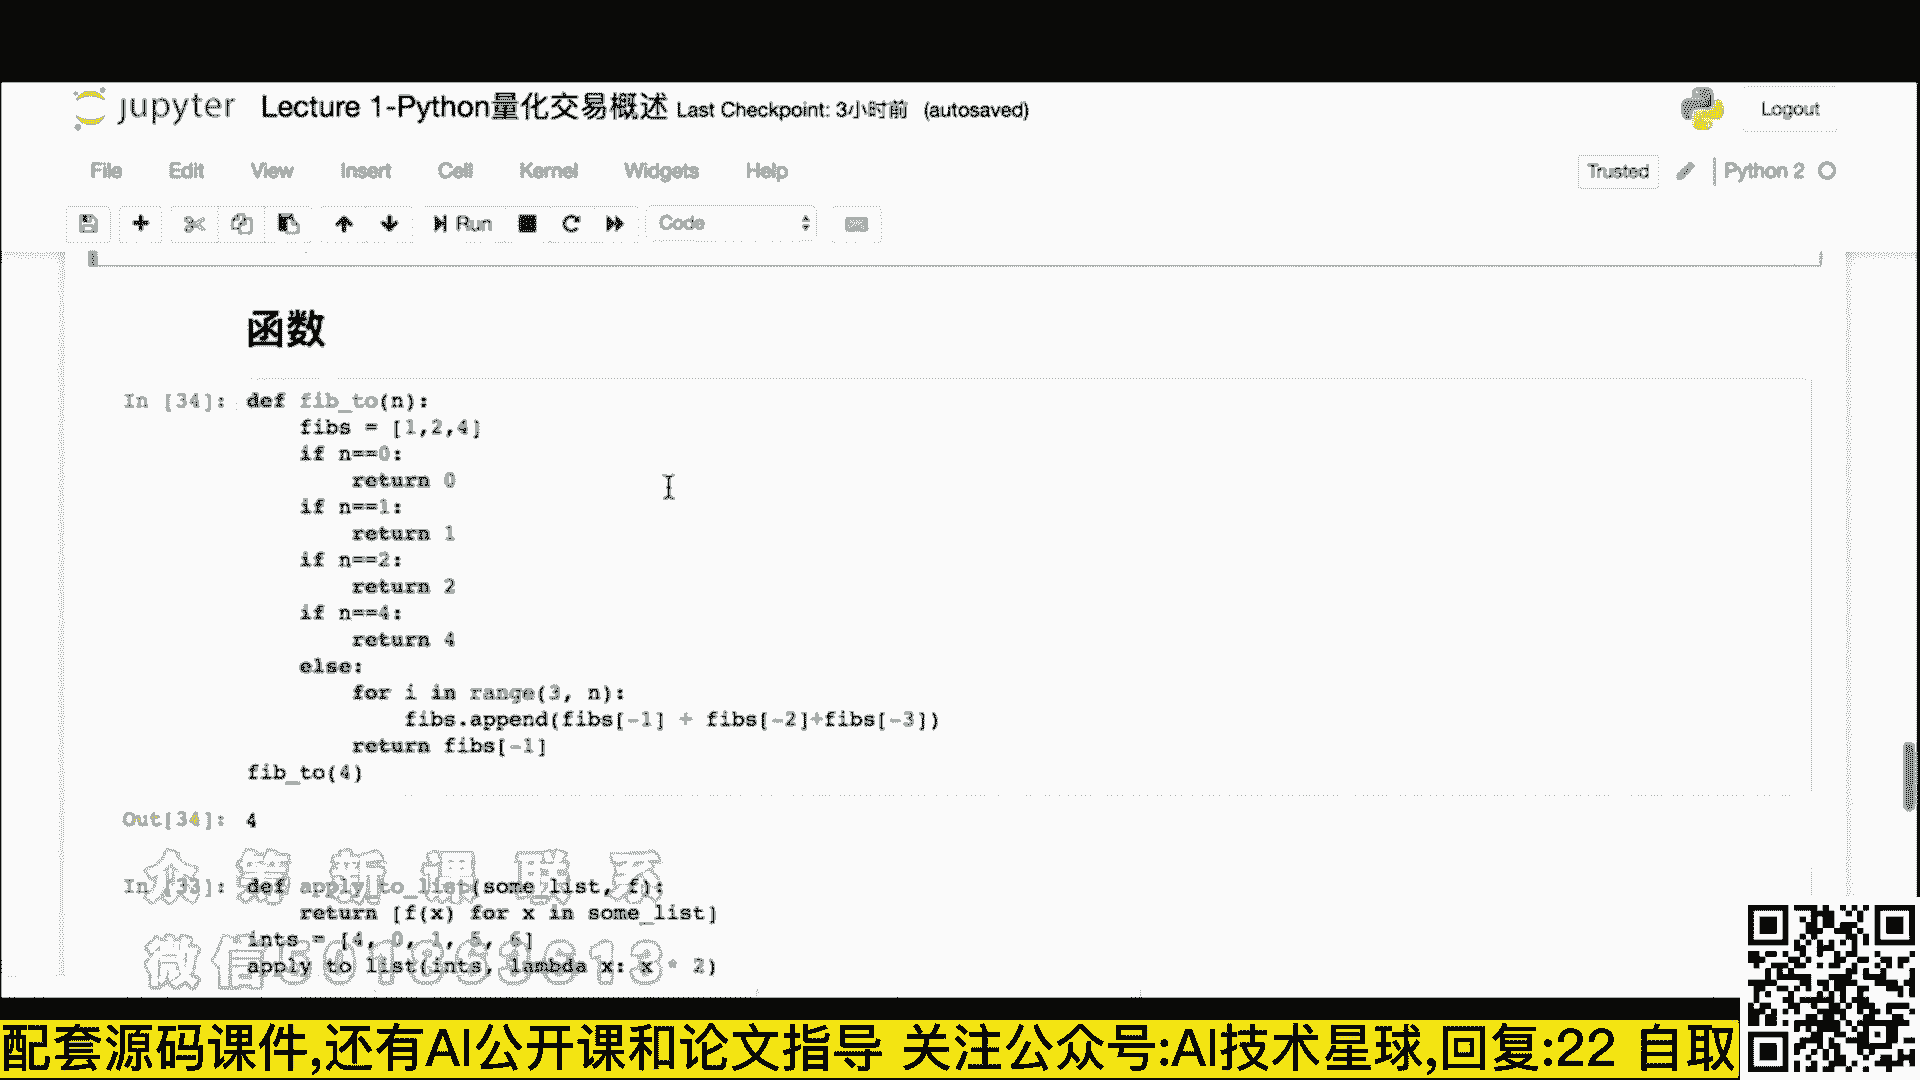 jupyter Lecture 1-Python量化交易概述 Last Checkpoint: 3小时前 (autosaved) Logout
File Edit View Insert Cell Kernel Widgets Help Trusted Python 2
Run Code
函数
In [34]: def fib_to(n):
fibs = [1,2,4]
if n==0:
return 0
if n==1:
return 1
if n==2:
return 2
if n==4:
return 4
else:
for i in range(3, n):
fibs.append(fibs[-1] + fibs[-2]+fibs[-3])
return fibs[-1]
fib_to(4)
Out[34]: 4
众筹新课联系
In [33]: def apply_to_list(some_list, f):
return [f(x) for x in some_list]
ints = [4, 0, 1, 5, 6]
apply to list(ints, lambda x: x * 2)
配套源码课件,还有AI公开课和论文指导 关注公众号:AI技术星球,回复:22 自取